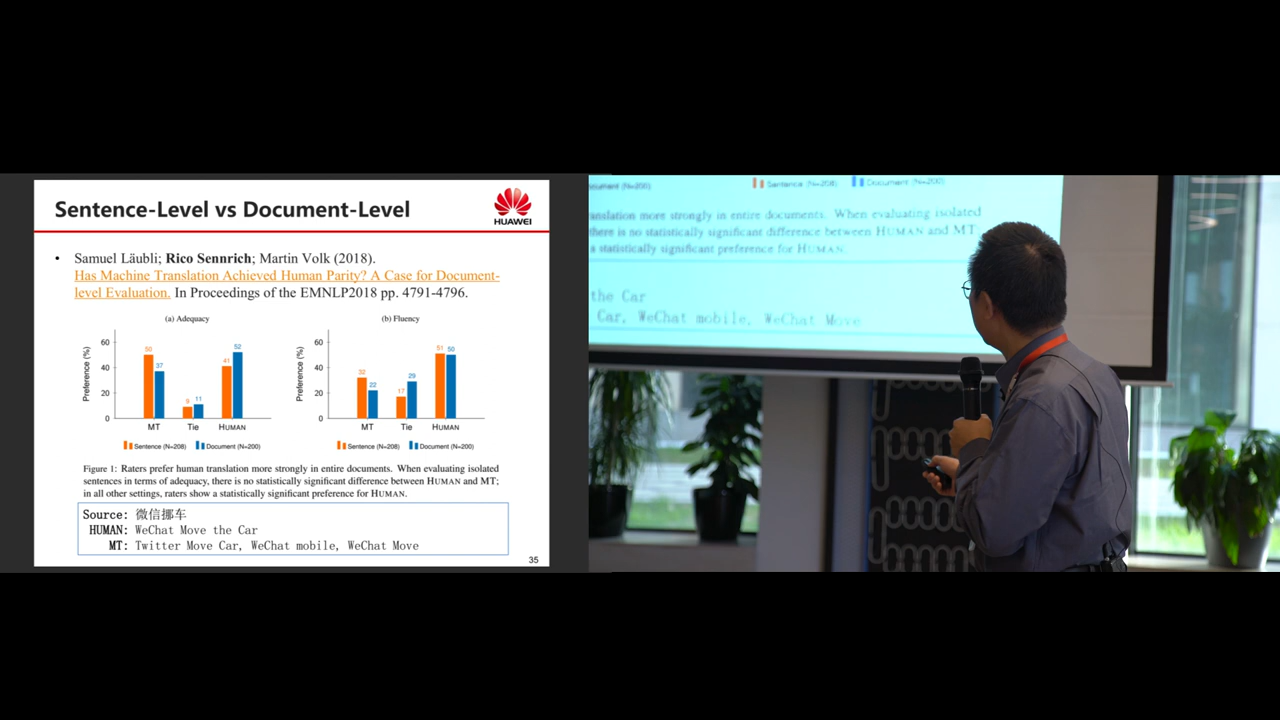 Sentence-Level vs Document-Level
HUAWEI
• Samuel Läubli; Rico Sennrich; Martin Volk (2018).
Has Machine Translation Achieved Human Parity? A Case for Document-
level Evaluation. In Proceedings of the EMNLP2018 pp. 4791-4796.
(a) Adequacy
Preference (%)
60
40
20
0
50
37
9
11
41
52
MT Tie HUMAN
Sentence (N=208) Document (N=200)
(b) Fluency
Preference (%)
60
40
20
0
32
22
17
29
51
50
MT Tie HUMAN
Sentence (N=208) Document (N=200)
Figure 1: Raters prefer human translation more strongly in entire documents. When evaluating isolated
sentences in terms of adequacy, there is no statistically significant difference between HUMAN and MT;
in all other settings, raters show a statistically significant preference for HUMAN.
Source: 微信挪车
HUMAN: WeChat Move the Car
MT: Twitter Move Car, WeChat mobile, WeChat Move
35
ocument (N=200) Sentence (N=208) Document (N=200)
anslation more strongly in entire documents. When evaluating isolated
there is no statistically significant difference between HUMAN and MT;
a statistically significant preference for HUMAN.
the Car
Car, WeChat mobile, WeChat Move